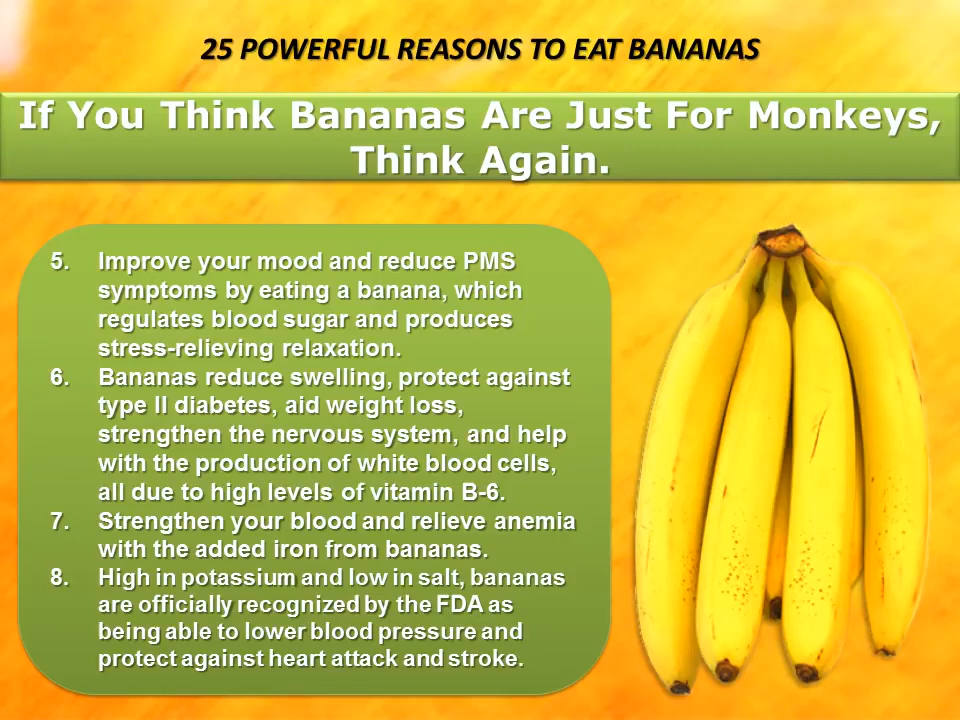 25 POWERFUL REASONS TO EAT BANANAS
If You Think Bananas Are Just For Monkeys,
Think Again.
5. Improve your mood and reduce PMS
symptoms by eating a banana, which
regulates blood sugar and produces
stress-relieving relaxation.
6. Bananas reduce swelling, protect against
type II diabetes, aid weight loss,
strengthen the nervous system, and help
with the production of white blood cells,
all due to high levels of vitamin B-6.
7. Strengthen your blood and relieve anemia
with the added iron from bananas.
8. High in potassium and low in salt, bananas
are officially recognized by the FDA as
being able to lower blood pressure and
protect against heart attack and stroke.